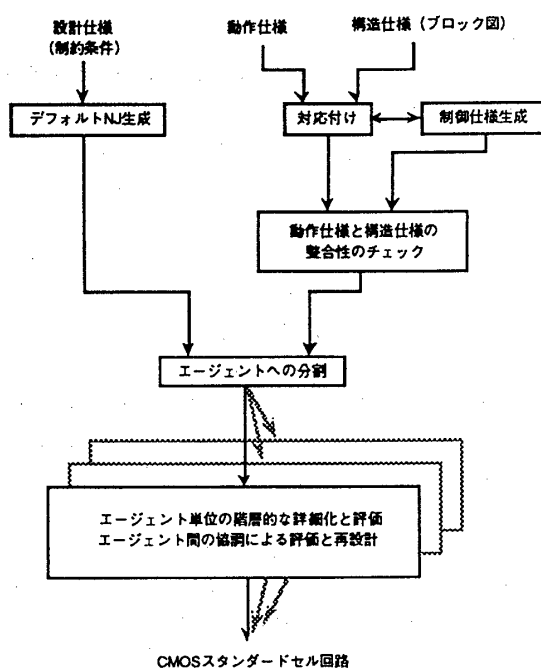 設計仕様
(制約条件)
動作仕様
構造仕様(ブロック図)
デフォルトNJ生成
対応付け
制御仕様生成
動作仕様と構造仕様の
整合性のチェック
エージェントへの分割
エージェント単位の階層的な詳細化と評価
エージェント間の協調による評価と再設計
CMOSスタンダードセル回路